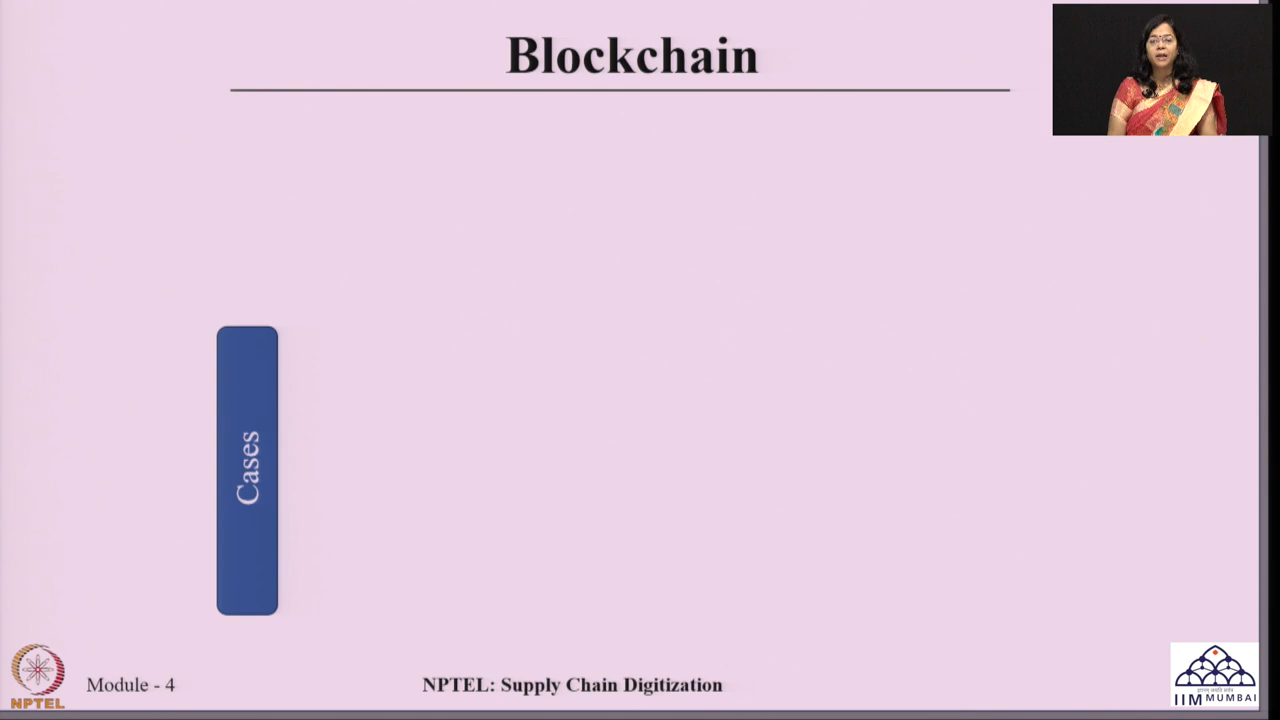 Blockchain
Cases
NPTEL
Module - 4
NPTEL: Supply Chain Digitization
IIM MUMBAI